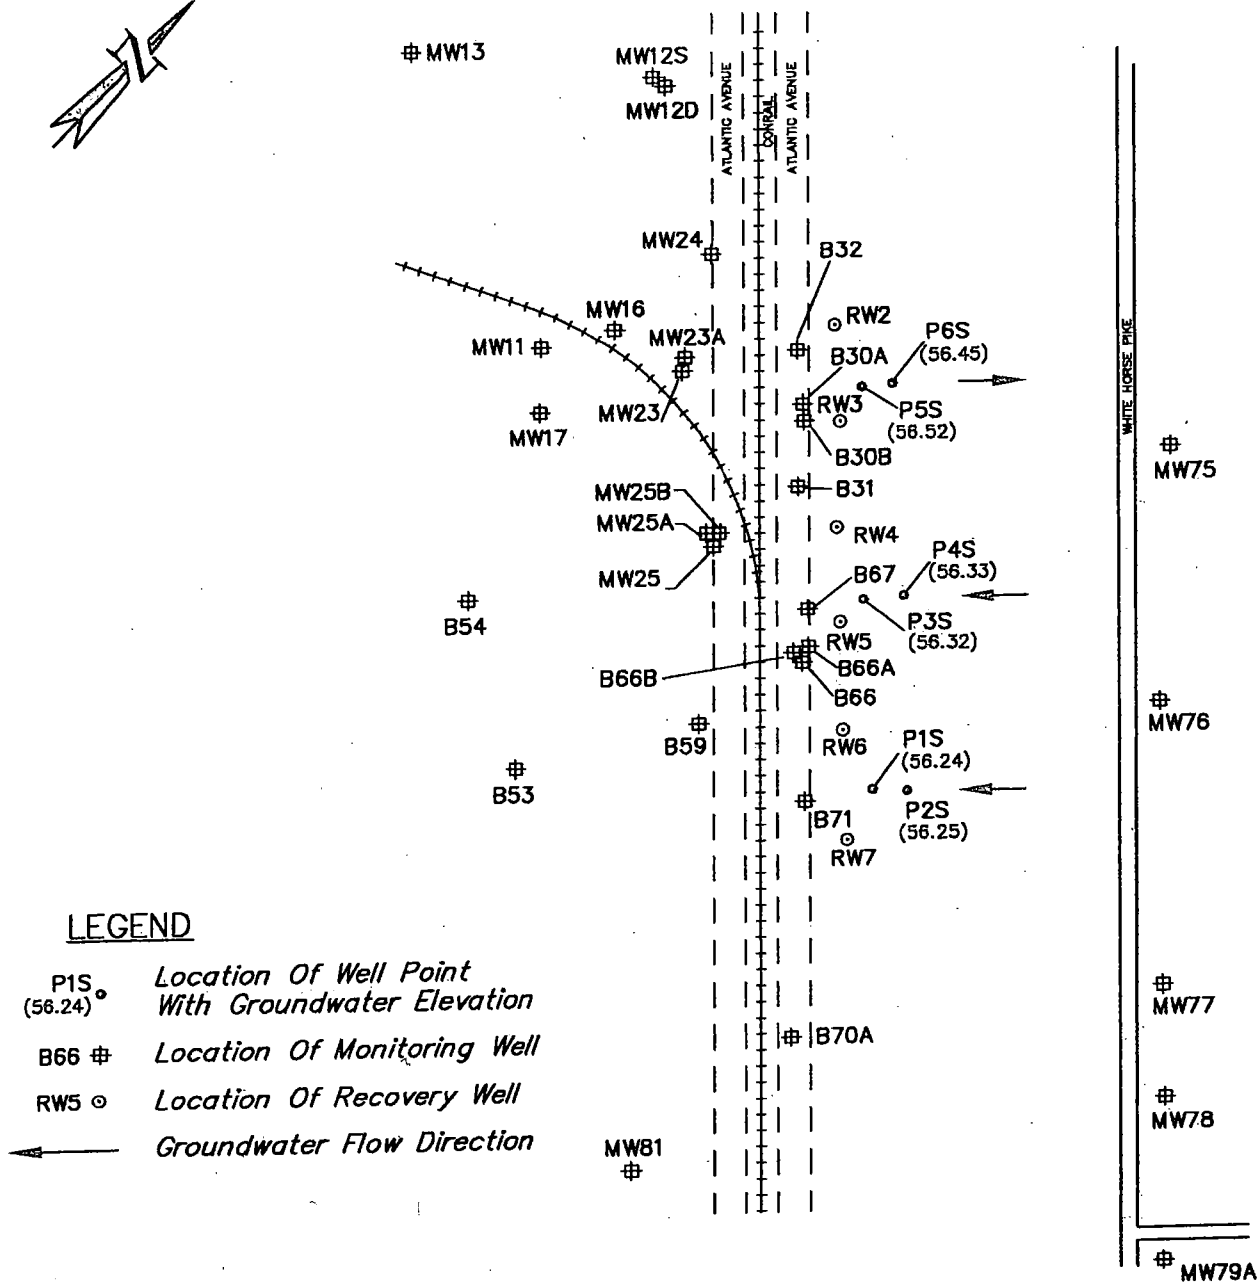 N
MW13
MW12S
MW12D
ATLANTIC AVENUE
CONRAIL
ATLANTIC AVENUE
MW24
B32
MW16
RW2
MW23A
P6S
(56.45)
MW11
B30A
WHITE HORSE PIKE
MW23
RW3
P5S
(56.52)
MW17
B30B
MW75
MW25B
B31
MW25A
RW4
P4S
(56.33)
MW25
B67
P3S
(56.32)
B54
RW5
B66A
B66B
B66
MW76
B59
RW6
P1S
(56.24)
B53
B71
P2S
(56.25)
RW7
LEGEND
P1S
(56.24)
Location Of Well Point
With Groundwater Elevation
MW77
B66
Location Of Monitoring Well
B70A
RW5
Location Of Recovery Well
MW78
Groundwater Flow Direction
MW81
MW79A